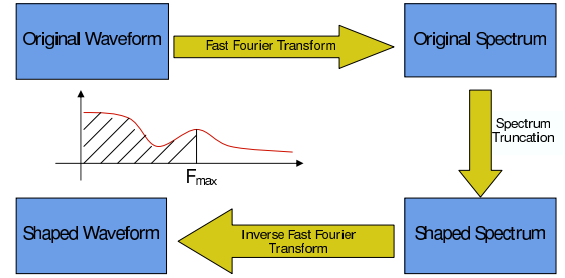 Original Waveform
Fast Fourier Transform
Original Spectrum
Spectrum
Truncation
Fmax
Shaped Waveform
Inverse Fast Fourier
Transform
Shaped Spectrum